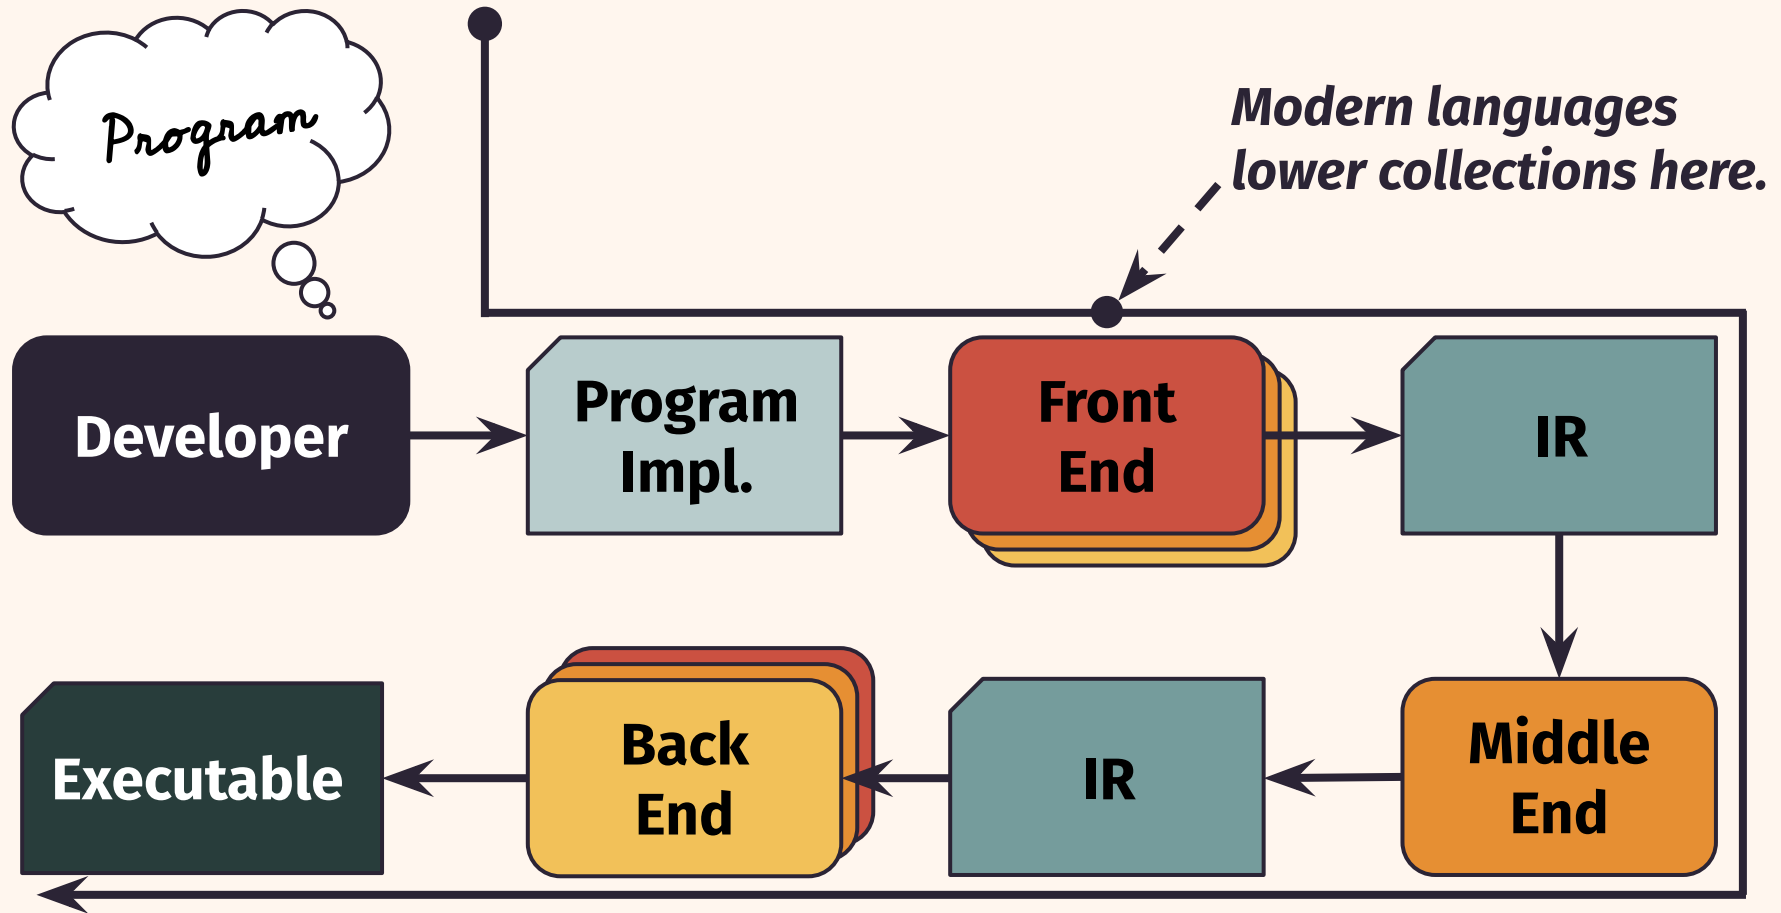 Program
Modern languages
lower collections here.
Developer
Program
Impl.
Front
End
IR
Executable
Back
End
IR
Middle
End